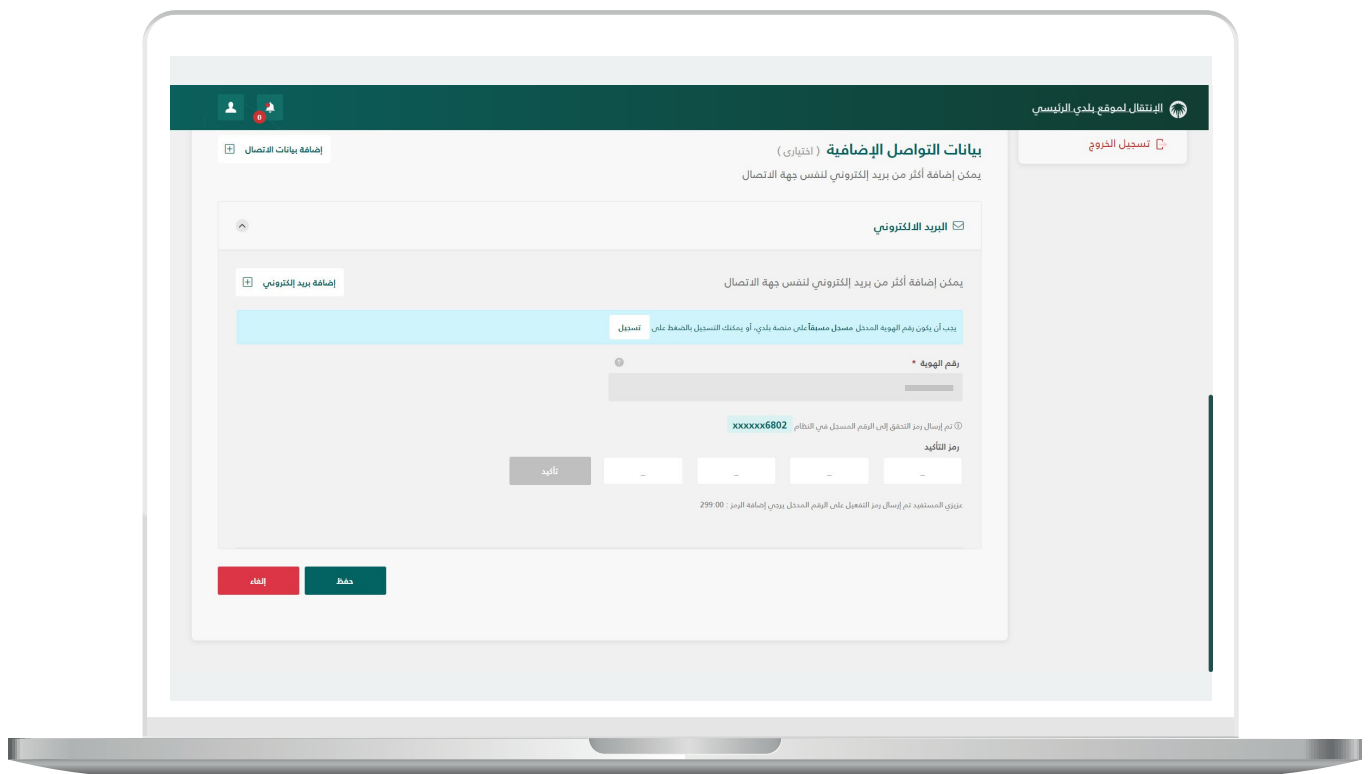 الإنتقال لموقع بلدي الرئيسي
0
تسجيل الخروج
بيانات التواصل الإضافية ( اختياري )
إضافة بيانات الاتصال
يمكن إضافة أكثر من بريد إلكتروني لنفس جهة الاتصال
البريد الالكتروني
يمكن إضافة أكثر من بريد إلكتروني لنفس جهة الاتصال
إضافة بريد إلكتروني
يجب أن يكون رقم الهوية المدخل مسجل مسبقاً على منصة بلدي، أو يمكنك التسجيل بالضغط على تسجيل
رقم الهوية *
تم إرسال رمز التحقق إلى الرقم المسجل في النظام xxxxxx6802
رمز التأكيد
_ _ _ _ تأكيد
عزيزي المستفيد تم إرسال رمز التفعيل على الرقم المدخل يرجي إضافة الرمز : 299:00
حفظ
إلغاء